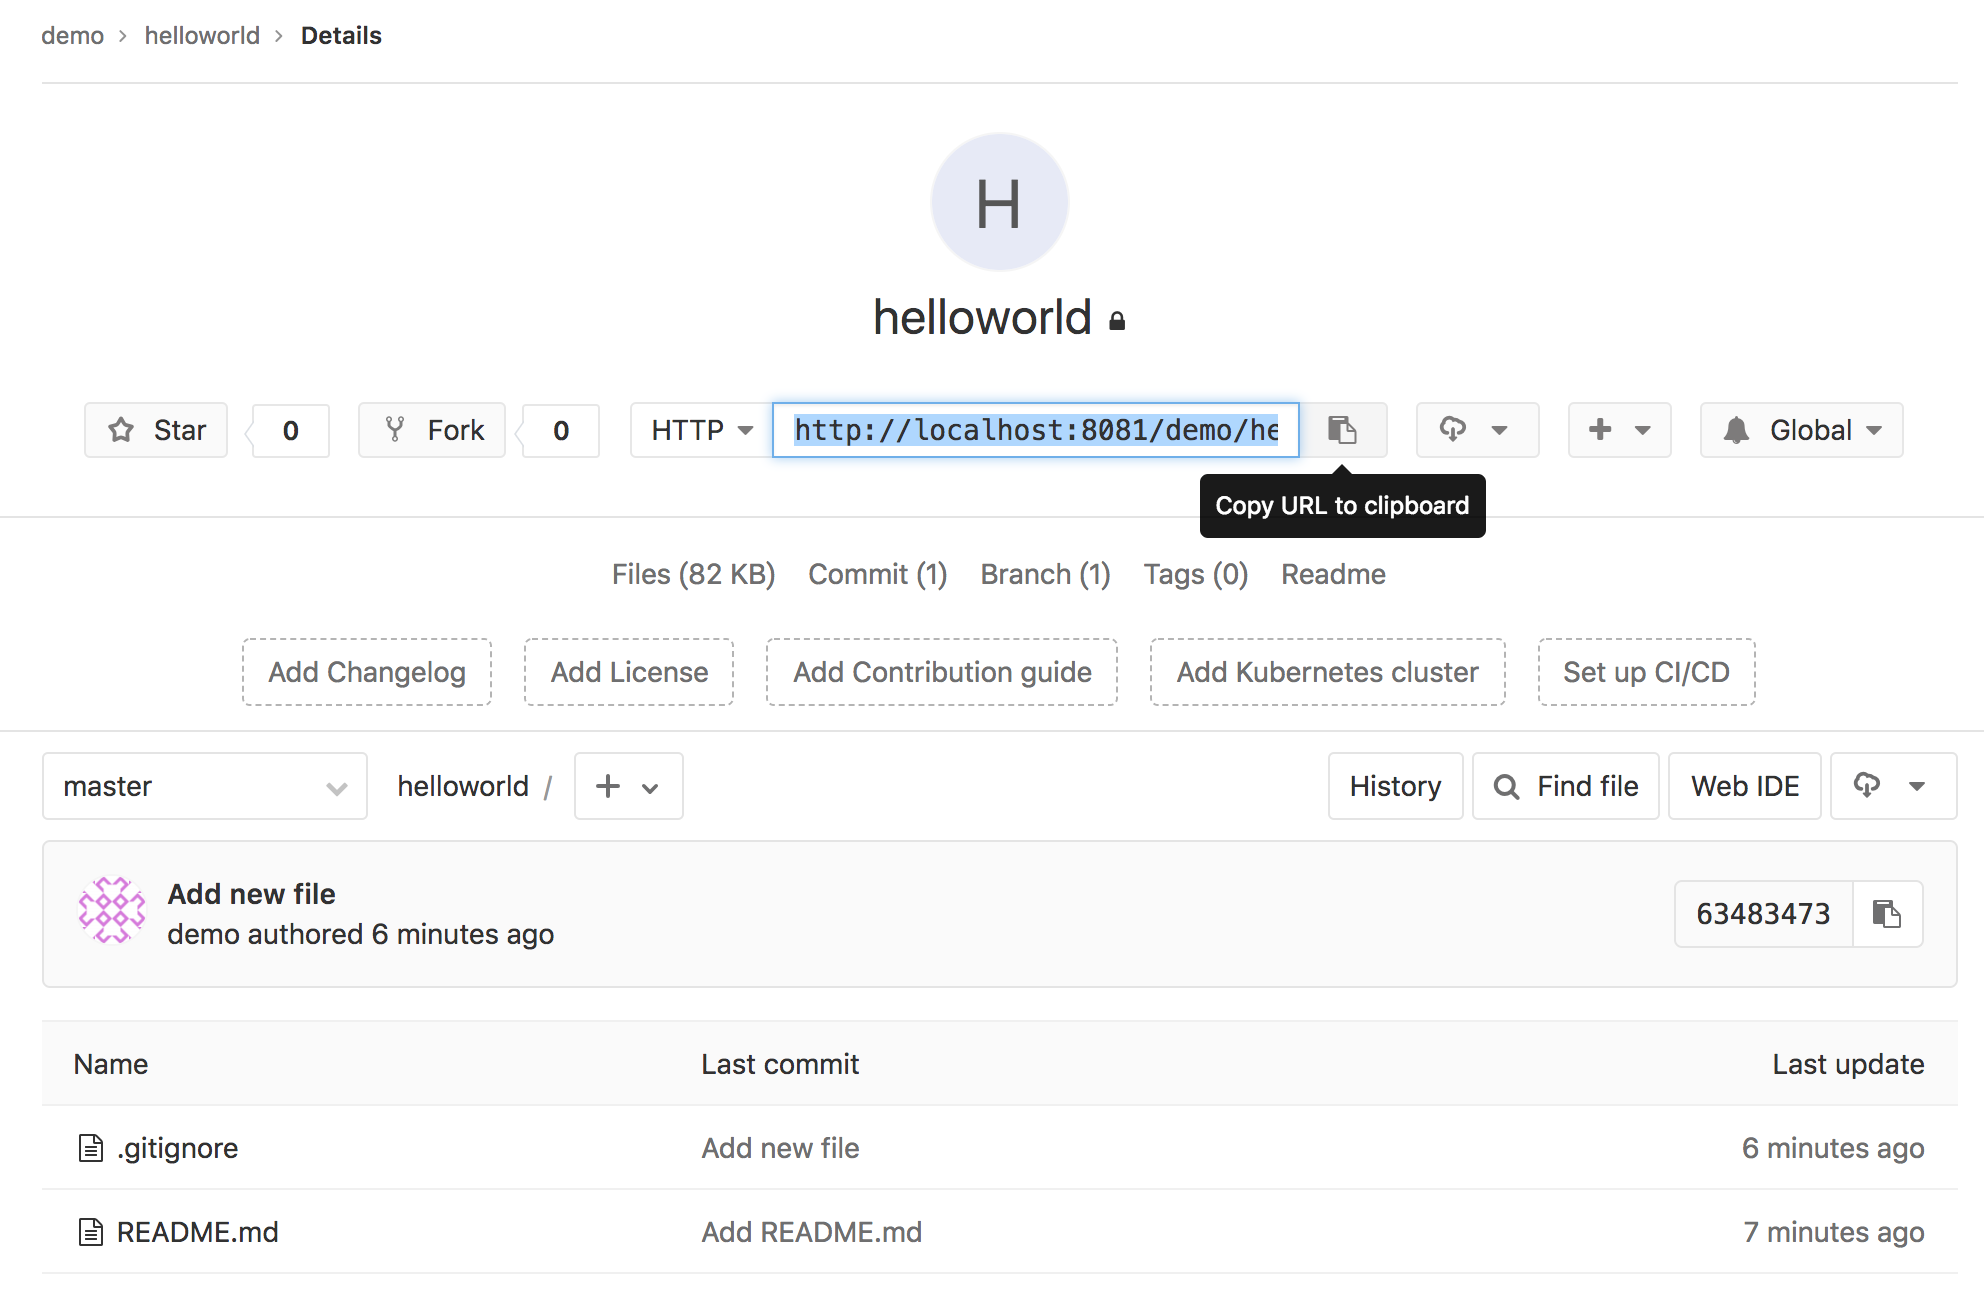 demo > helloworld > Details
H
helloworld
Star 0 Fork 0 HTTP http://localhost:8081/demo/he Global
Copy URL to clipboard
Files (82 KB) Commit (1) Branch (1) Tags (0) Readme
Add Changelog Add License Add Contribution guide Add Kubernetes cluster Set up CI/CD
master helloworld / + History Find file Web IDE
Add new file
demo authored 6 minutes ago
63483473
Name Last commit Last update
.gitignore Add new file 6 minutes ago
README.md Add README.md 7 minutes ago